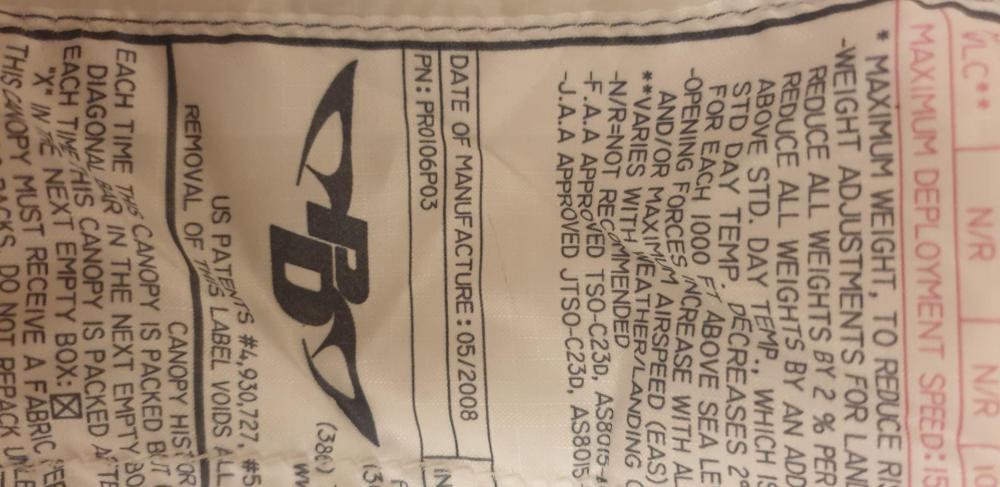 VLC**
N/R
N/R
10
MAXIMUM DEPLOYMENT SPEED: 15
* MAXIMUM WEIGHT, TO REDUCE RIS
-WEIGHT ADJUSTMENTS FOR LAN
REDUCE ALL WEIGHTS BY 2 % PER
REDUCE ALL WEIGHTS BY AN ADD
ABOVE STD. DAY TEMP., WHICH IS
STD DAY TEMP. DECREASES 2°
FOR EACH 1000 FT ABOVE SEA LE
-OPENING FORCES INCREASE WITH AL
AND/OR MAXIMUM AIRSPEED (EAS)
**VARIES WITH WEATHER/LANDING C
-N/R=NOT RECOMMENDED
-F.A.A APPROVED TSO-C23D, AS8015-
-J.A.A APPROVED JTSO-C23D, AS8015-
DATE OF MANUFACTURE: 05/2008
IN
PN: PR0106P03
PD
(386)
US PATENTS #4,930,727, #5
REMOVAL OF THIS LABEL VOIDS ALL
CANOPY HISTOR
EACH TIME THIS CANOPY IS PACKED BUT
DIAGONAL BAR IN THE NEXT EMPTY BO
EACH TIME THIS CANOPY IS PACKED A
"X" IN THE NEXT EMPTY BOX: ☒
THIS CANOPY MUST RECEIVE A FABRIC
PACKS. DO NOT REPACK UNLE